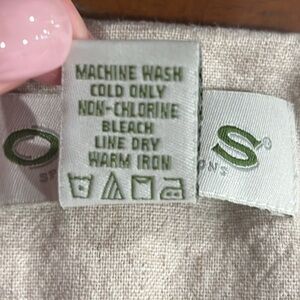 MACHINE WASH
COLD ONLY
NON-CHLORINE
BLEACH
LINE DRY
WARM IRON
O S